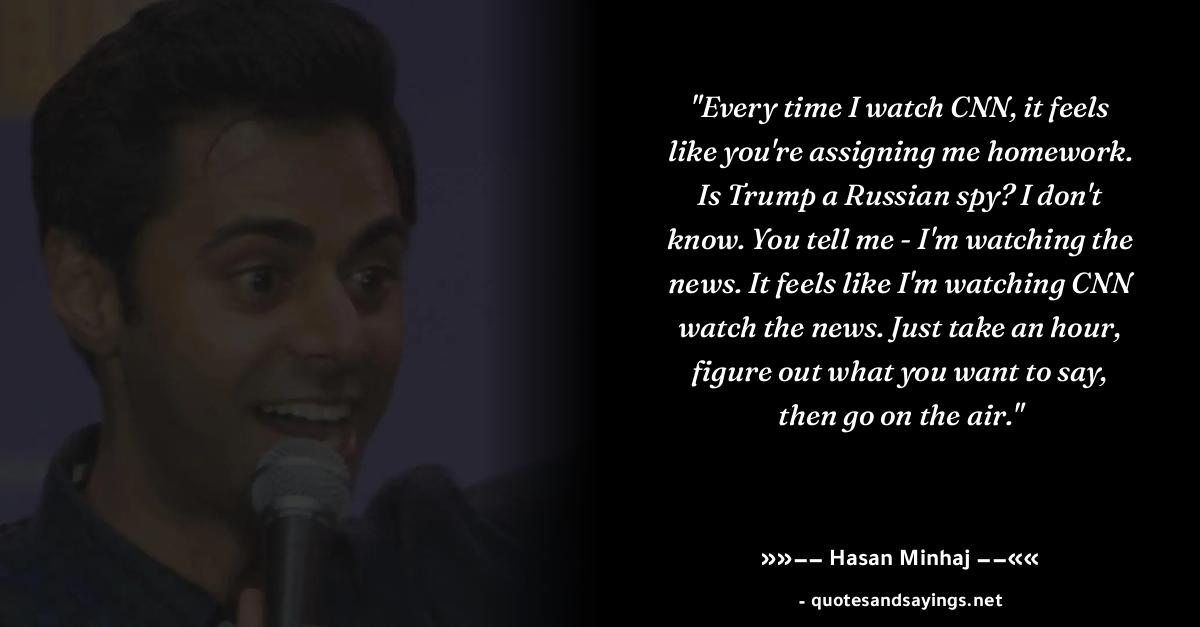 "Every time I watch CNN, it feels
like you're assigning me homework.
Is Trump a Russian spy? I don't
know. You tell me - I'm watching the
news. It feels like I'm watching CNN
watch the news. Just take an hour,
figure out what you want to say,
then go on the air."
»»–– Hasan Minhaj ––««
- quotesandsayings.net